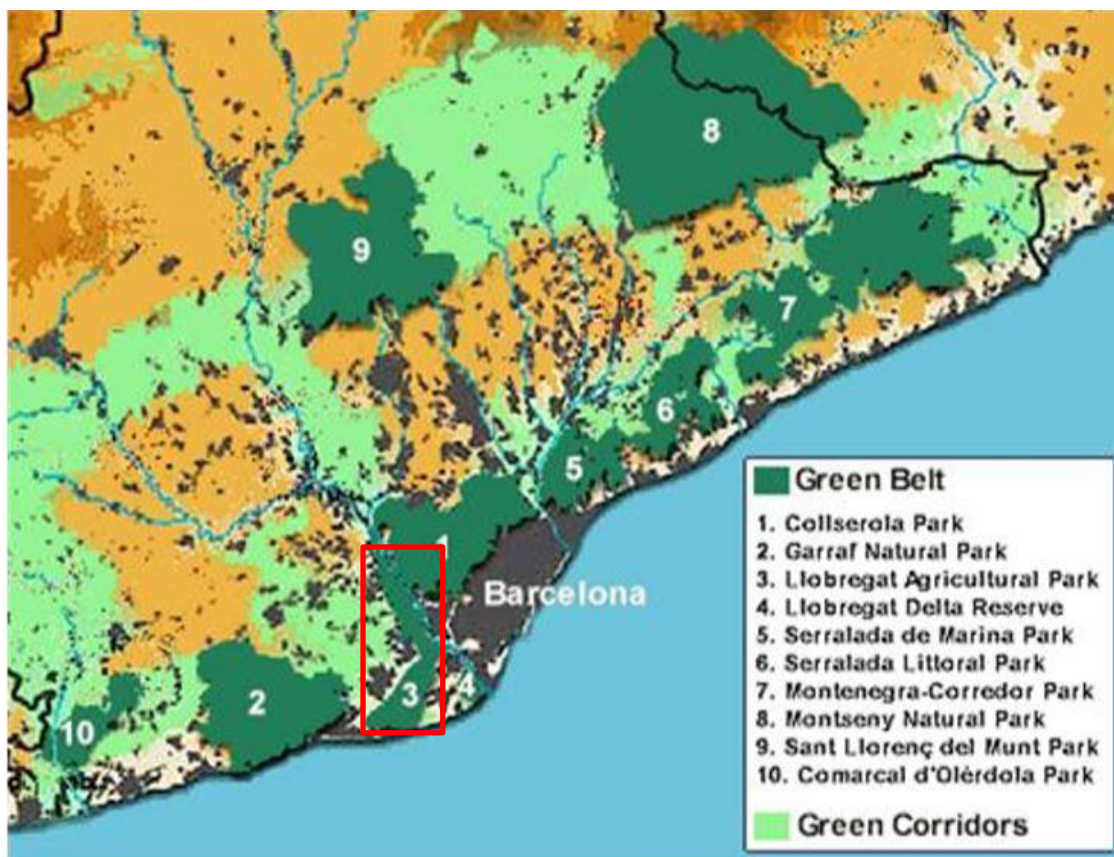 8
9
7
6
5
1
Barcelona
2
3
4
10
Green Belt
1. Collserola Park
2. Garraf Natural Park
3. Llobregat Agricultural Park
4. Llobregat Delta Reserve
5. Serralada de Marina Park
6. Serralada Littoral Park
7. Montenegra-Corredor Park
8. Montseny Natural Park
9. Sant Llorenç del Munt Park
10. Comarcal d'Olèrdola Park
Green Corridors